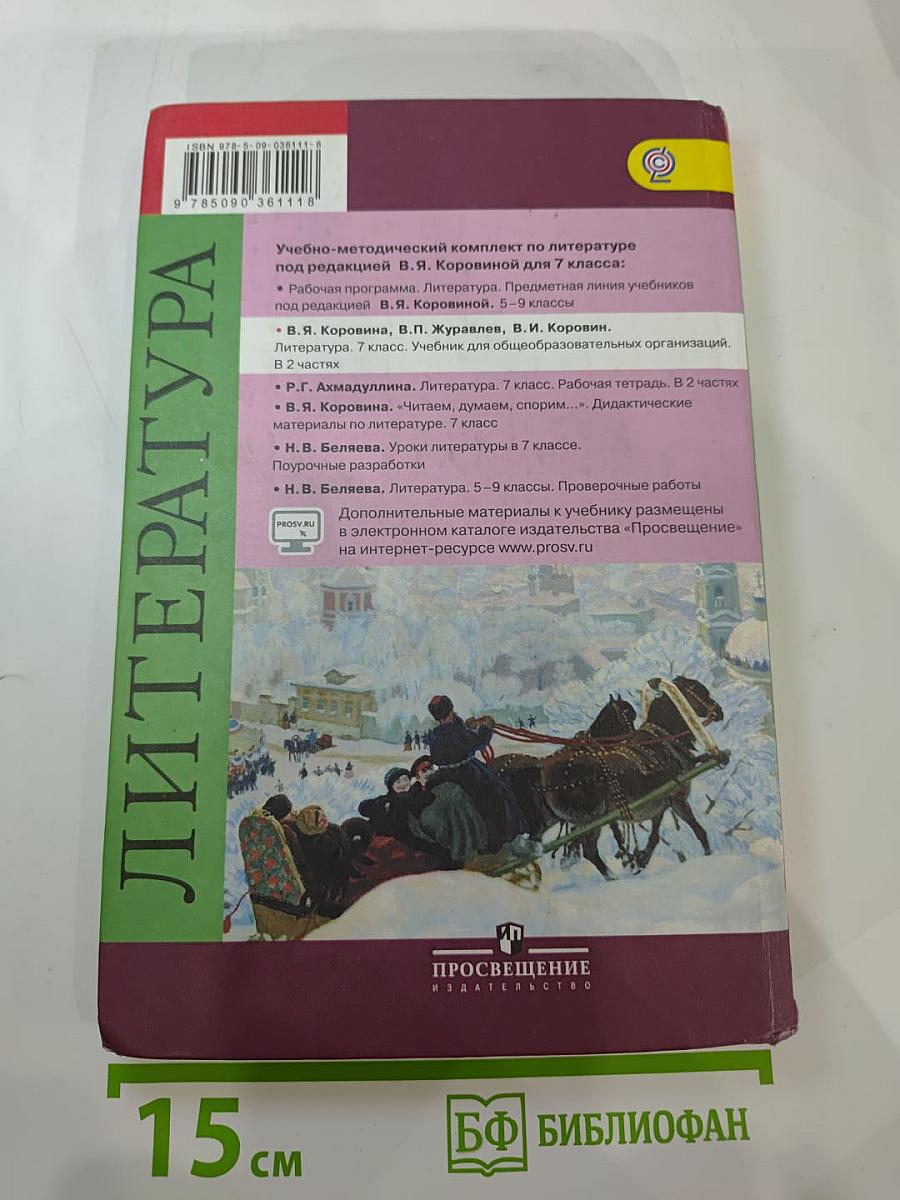 ISBN 978-5-09-036111-8
9 785090 361118
ЛИТЕРАТУРА
Учебно-методический комплект по литературе
под редакцией В.Я. Коровиной для 7 класса:
• Рабочая программа. Литература. Предметная линия учебников
под редакцией В.Я. Коровиной. 5–9 классы
• В.Я. Коровина, В.П. Журавлев, В.И. Коровин.
Литература. 7 класс. Учебник для общеобразовательных организаций.
В 2 частях
• Р.Г. Ахмадуллина. Литература. 7 класс. Рабочая тетрадь. В 2 частях
• В.Я. Коровина. «Читаем, думаем, спорим...». Дидактические
материалы по литературе. 7 класс
• Н.В. Беляева. Уроки литературы в 7 классе.
Поурочные разработки
• Н.В. Беляева. Литература. 5–9 классы. Проверочные работы
PROSV.RU
Дополнительные материалы к учебнику размещены
в электронном каталоге издательства «Просвещение»
на интернет-ресурсе www.prosv.ru
ПРОСВЕЩЕНИЕ
ИЗДАТЕЛЬСТВО
15 см
БФ БИБЛИОФАН